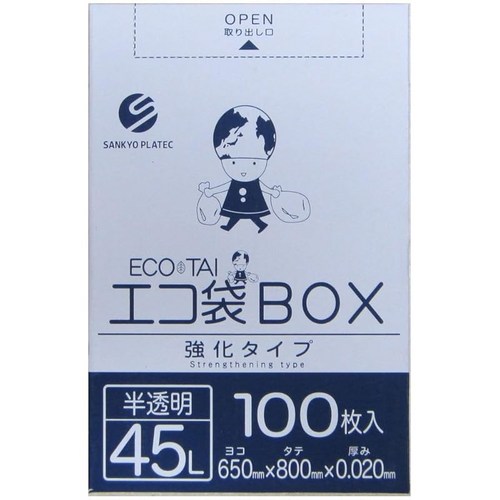 OPEN
取り出し口
SANKYO PLATEC
ECO TAI
エコ袋BOX
強化タイプ
Strengthening type
半透明
45L
100枚入
ヨコ タテ 厚み
650mm×800mm×0.020mm